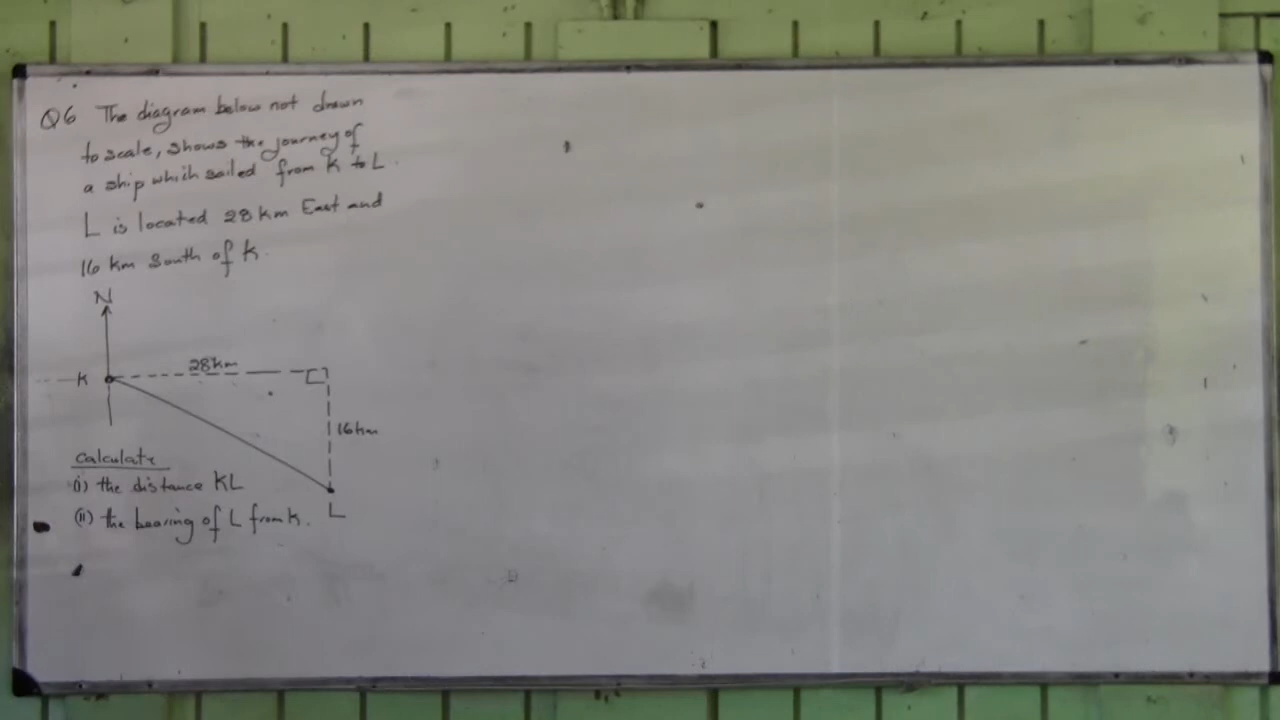 Q6 The diagram below not drawn
to scale, shows the journey of
a ship which sailed from K to L.
L is located 28 km East and
16 km South of K.
N
28km
K
16km
calculate
(i) the distance KL
(ii) the bearing of L from K.
L